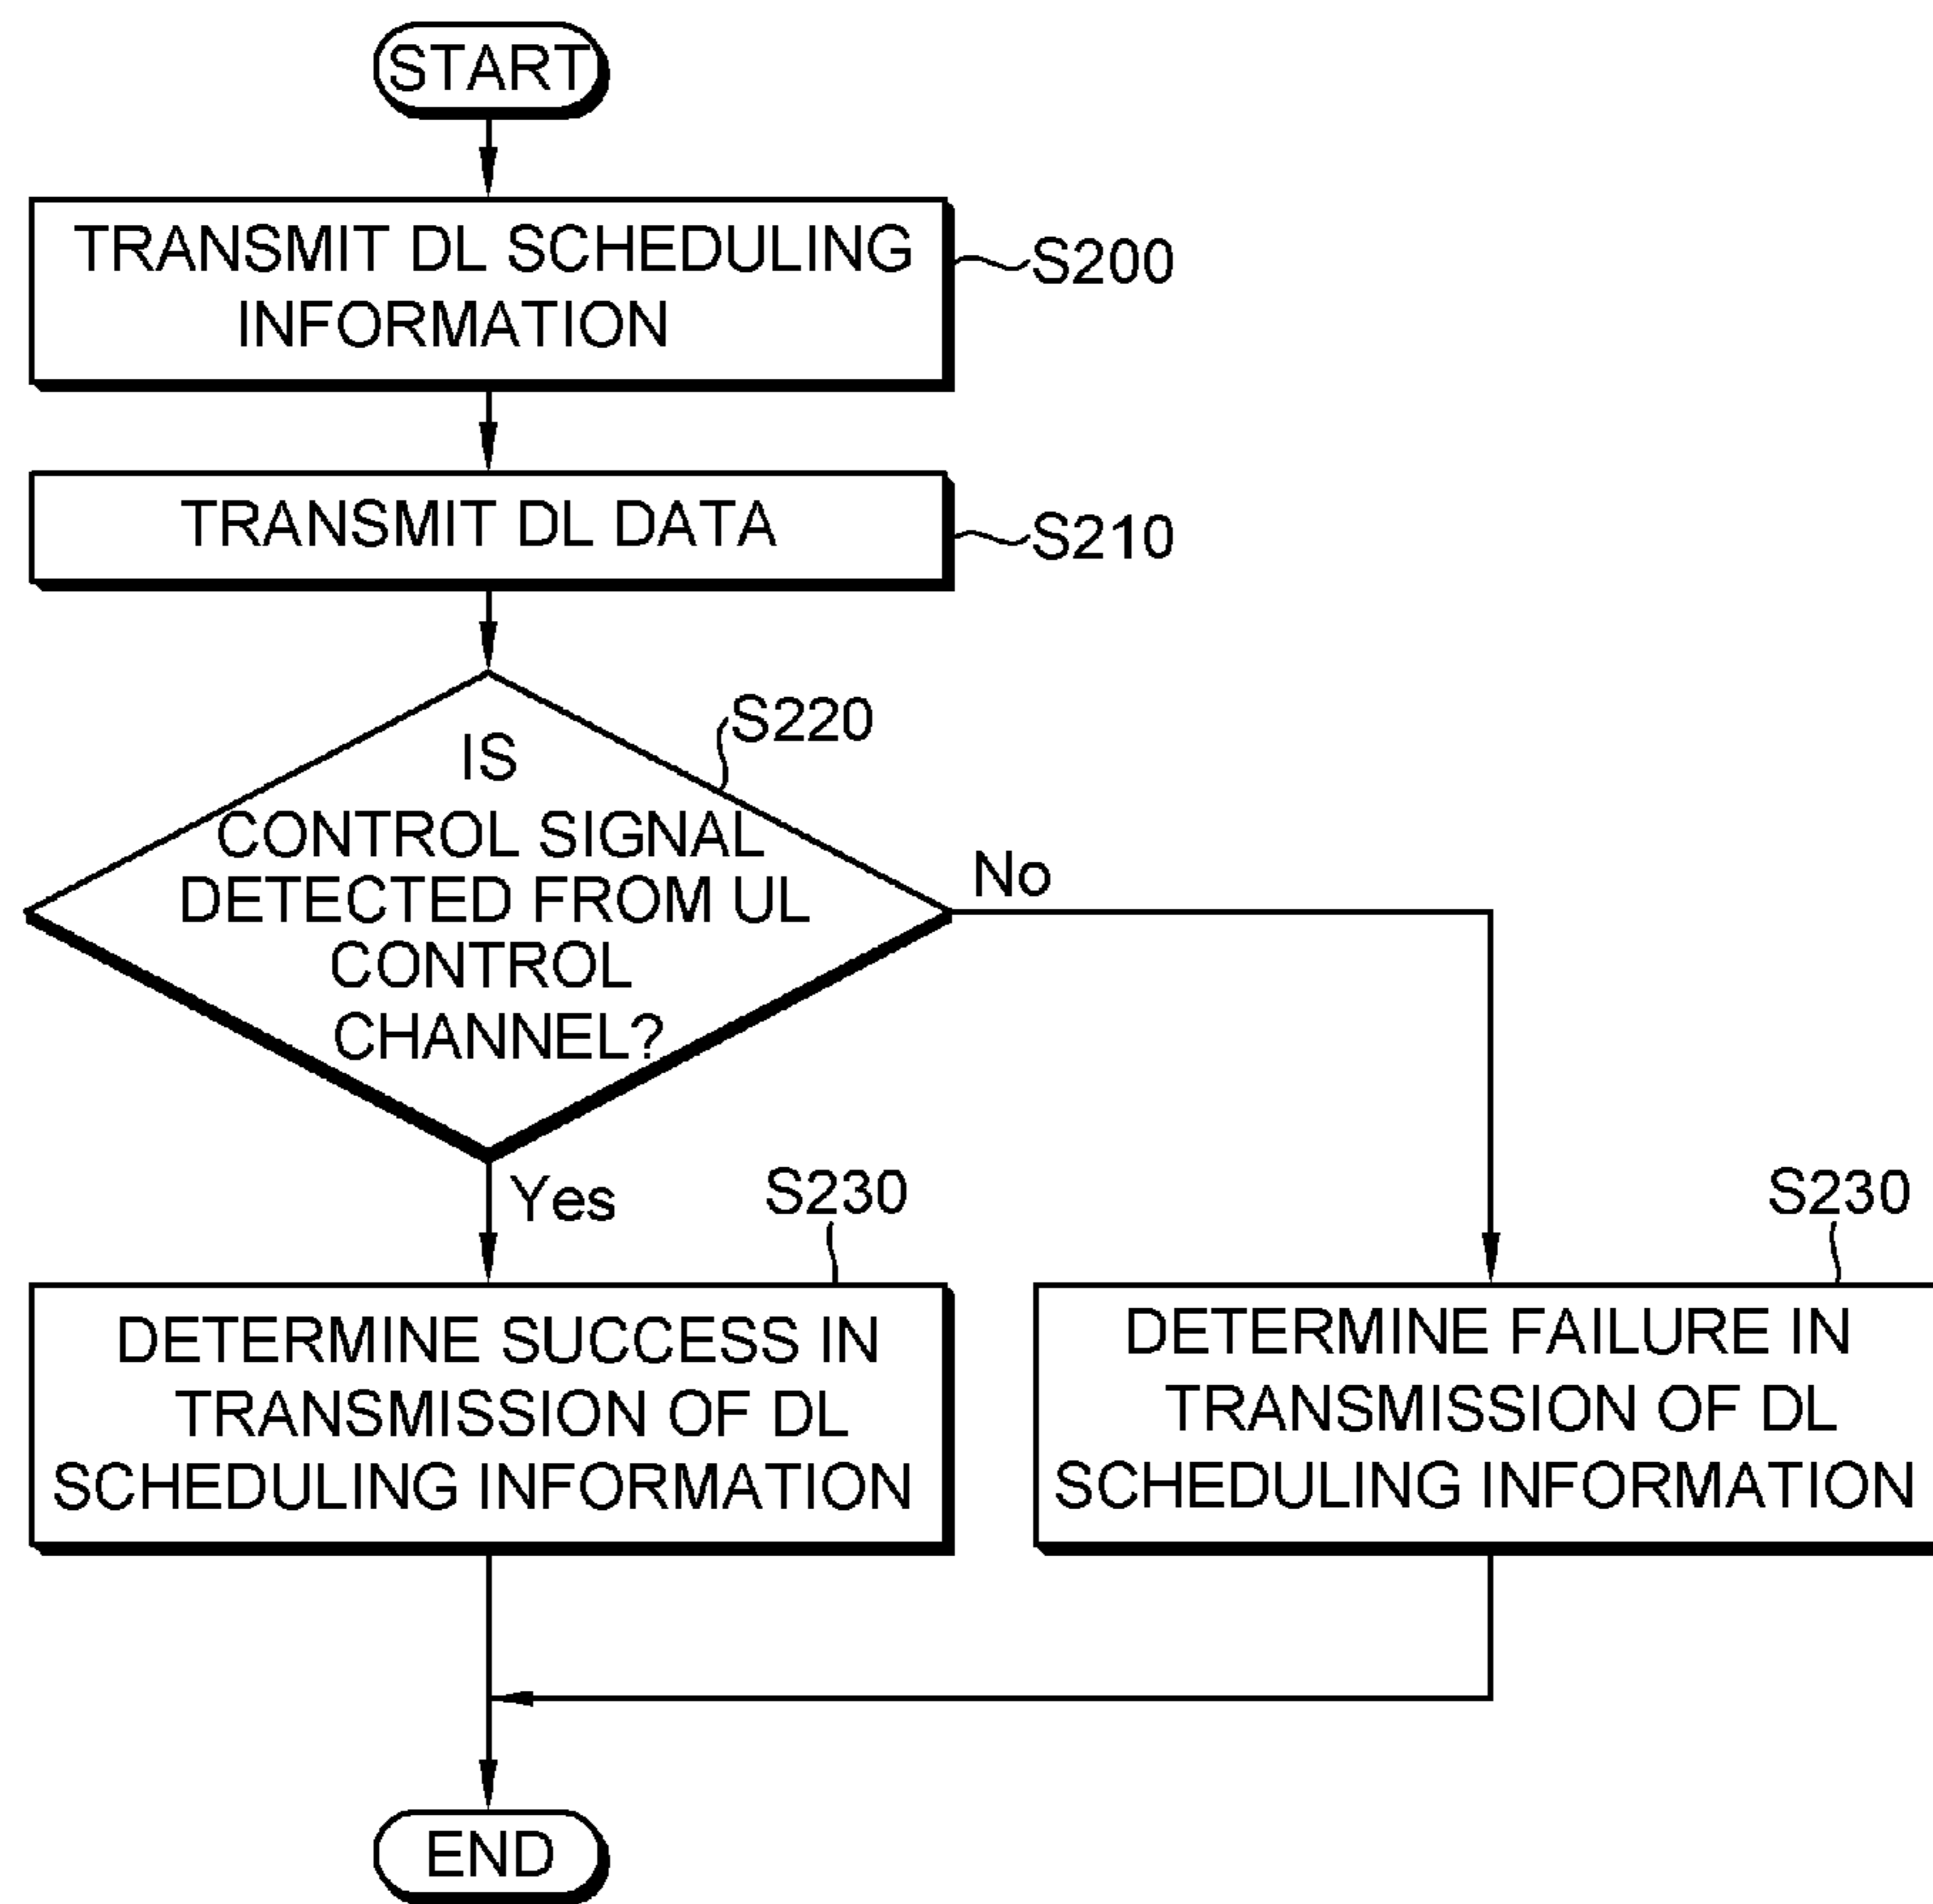 START
TRANSMIT DL SCHEDULING
INFORMATION
S200
TRANSMIT DL DATA
S210
S220
IS
CONTROL SIGNAL
DETECTED FROM UL
CONTROL
CHANNEL?
No
Yes
S230
DETERMINE SUCCESS IN
TRANSMISSION OF DL
SCHEDULING INFORMATION
S230
DETERMINE FAILURE IN
TRANSMISSION OF DL
SCHEDULING INFORMATION
END